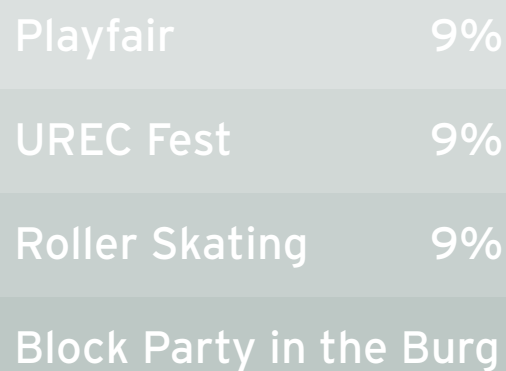 Playfair 9%
UREC Fest 9%
Roller Skating 9%
Block Party in the Burg